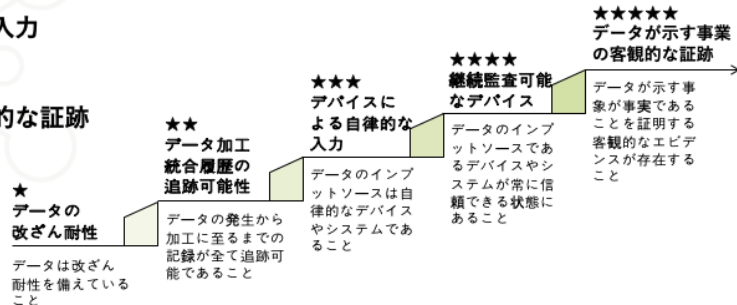 入力
的な証跡
★
データの
改ざん耐性
データは改ざん
耐性を備えている
こと
★★
データ加工
統合履歴の
追跡可能性
データの発生から
加工に至るまでの
記録が全て追跡可
能であること
★★★
デバイスに
よる自律的な
入力
データのインプ
ットソースは自
律的なデバイス
やシステムであ
ること
★★★★
継続監査可能
なデバイス
データのインプ
ットソースであ
るデバイスやシ
ステムが常に信
頼できる状態に
あること
★★★★★
データが示す事業
の客観的な証跡
データが示す事
象が事実である
ことを証明する
客観的なエビデ
ンスが存在する
こと